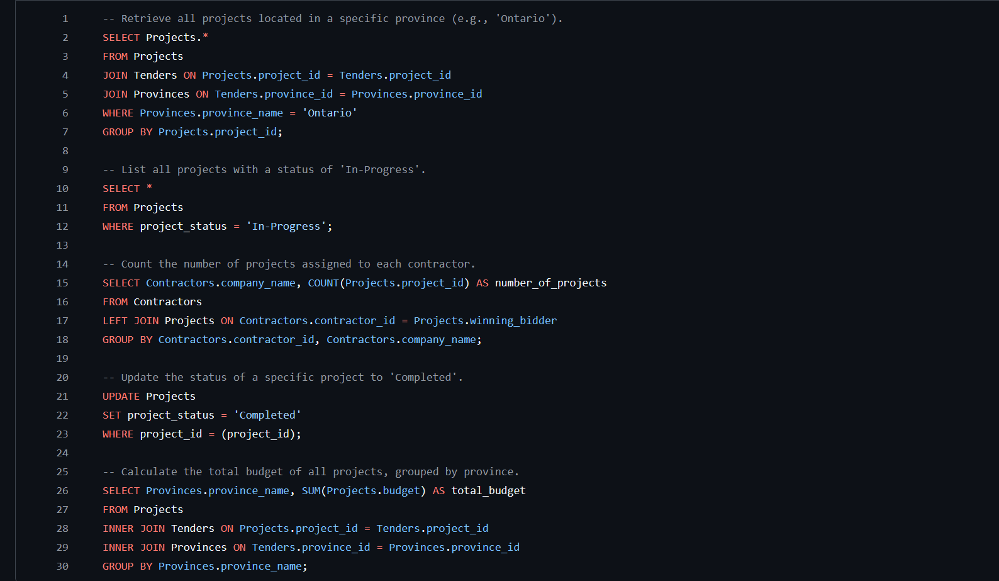 1 -- Retrieve all projects located in a specific province (e.g., 'Ontario').
2 SELECT Projects.*
3 FROM Projects
4 JOIN Tenders ON Projects.project_id = Tenders.project_id
5 JOIN Provinces ON Tenders.province_id = Provinces.province_id
6 WHERE Provinces.province_name = 'Ontario'
7 GROUP BY Projects.project_id;
8
9 -- List all projects with a status of 'In-Progress'.
10 SELECT *
11 FROM Projects
12 WHERE project_status = 'In-Progress';
13
14 -- Count the number of projects assigned to each contractor.
15 SELECT Contractors.company_name, COUNT(Projects.project_id) AS number_of_projects
16 FROM Contractors
17 LEFT JOIN Projects ON Contractors.contractor_id = Projects.winning_bidder
18 GROUP BY Contractors.contractor_id, Contractors.company_name;
19
20 -- Update the status of a specific project to 'Completed'.
21 UPDATE Projects
22 SET project_status = 'Completed'
23 WHERE project_id = (project_id);
24
25 -- Calculate the total budget of all projects, grouped by province.
26 SELECT Provinces.province_name, SUM(Projects.budget) AS total_budget
27 FROM Projects
28 INNER JOIN Tenders ON Projects.project_id = Tenders.project_id
29 INNER JOIN Provinces ON Tenders.province_id = Provinces.province_id
30 GROUP BY Provinces.province_name;